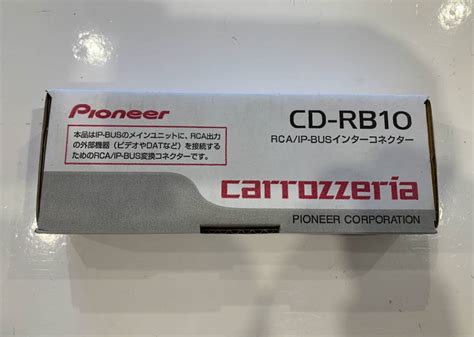 Pioneer
本品はIP-BUSのメインユニットに、RCA出力
の外部機器（ビデオやDATなど）を接続する
ためのRCA/IP-BUS変換コネクターです。
CD-RB10
RCA/IP-BUSインターコネクター
carrozzeria
PIONEER CORPORATION